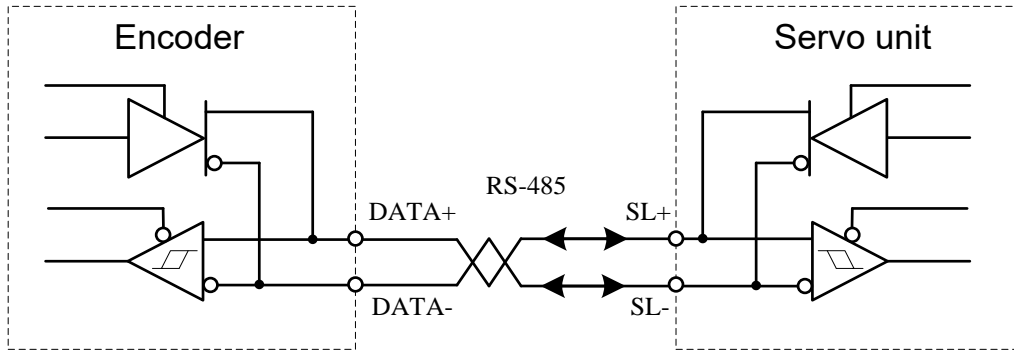 Encoder
Servo unit
RS-485
DATA+
SL+
DATA-
SL-